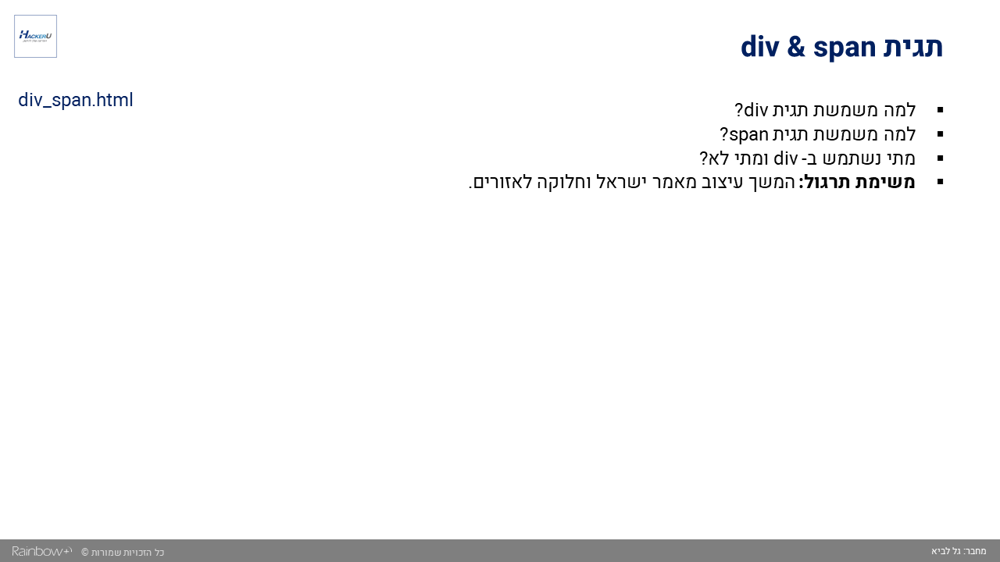 HACKERU
תגית div & span
div_span.html
למה משמשת תגית div?
למה משמשת תגית span?
מתי נשתמש ב- div ומתי לא?
משימת תרגול: המשך עיצוב מאמר ישראל וחלוקה לאזורים.
מחבר: גל לביא
כל הזכויות שמורות ©
Rainbow+